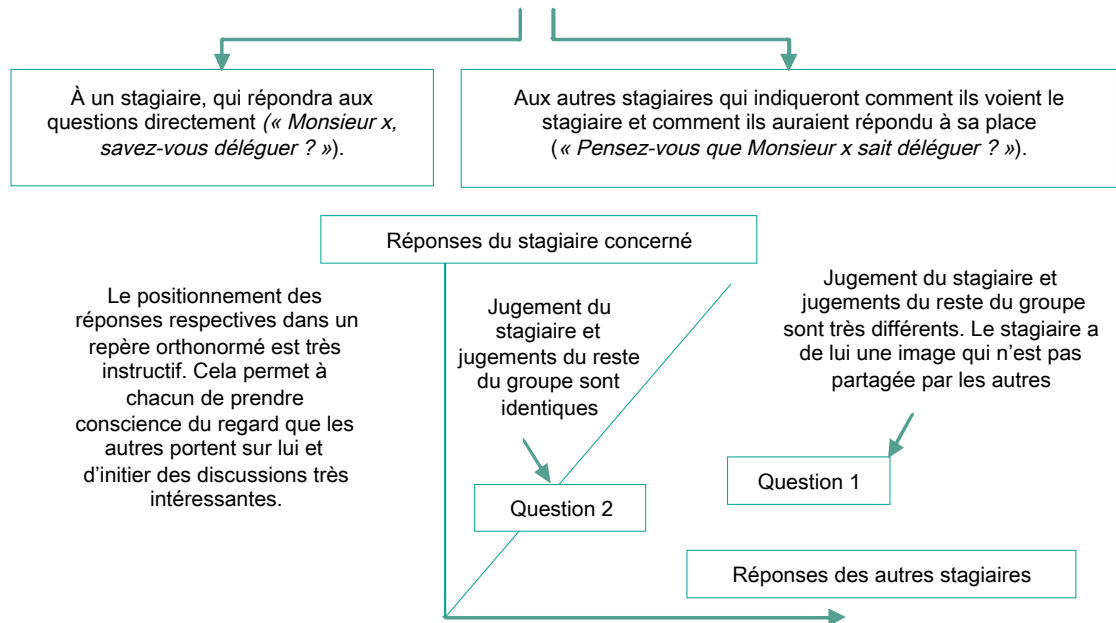 À un stagiaire, qui répondra aux
questions directement (« Monsieur x,
savez-vous déléguer ? »).
Aux autres stagiaires qui indiqueront comment ils voient le
stagiaire et comment ils auraient répondu à sa place
(« Pensez-vous que Monsieur x sait déléguer ? »).
Réponses du stagiaire concerné
Le positionnement des
réponses respectives dans un
repère orthonormé est très
instructif. Cela permet à
chacun de prendre
conscience du regard que les
autres portent sur lui et
d’initier des discussions très
intéressantes.
Jugement du
stagiaire et
jugements du reste
du groupe sont
identiques
Jugement du stagiaire et
jugements du reste du groupe
sont très différents. Le stagiaire a
de lui une image qui n’est pas
partagée par les autres
Question 2
Question 1
Réponses des autres stagiaires